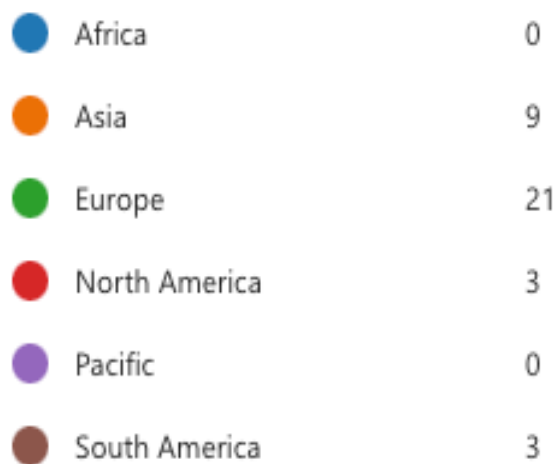 Africa 0
Asia 9
Europe 21
North America 3
Pacific 0
South America 3